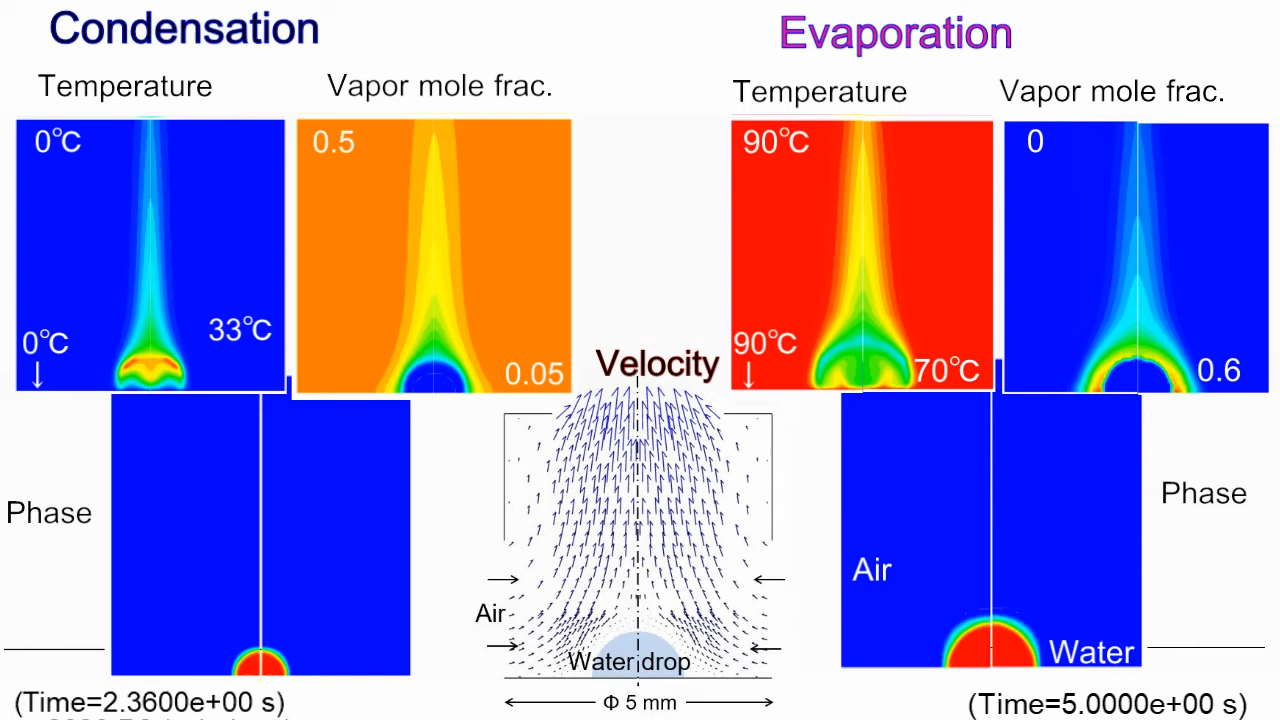 Condensation
Evaporation
Temperature
Vapor mole frac.
Temperature
Vapor mole frac.
0℃
0.5
90℃
0
33℃
0℃
↓
0.05
Velocity
90℃
↓
70℃
0.6
Phase
Phase
Air
Air
Water drop
Water
Φ 5 mm
(Time=2.3600e+00 s)
(Time=5.0000e+00 s)